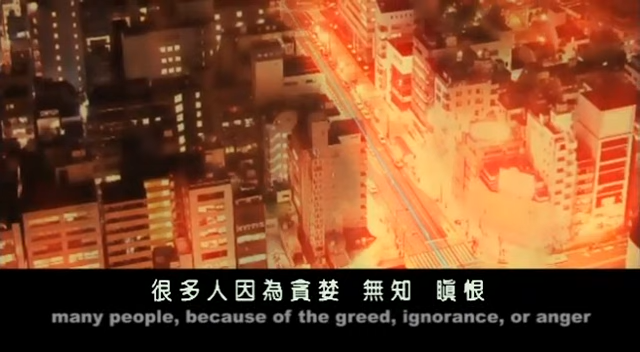 很多人因為貪婪 無知 瞋恨
many people, because of the greed, ignorance, or anger